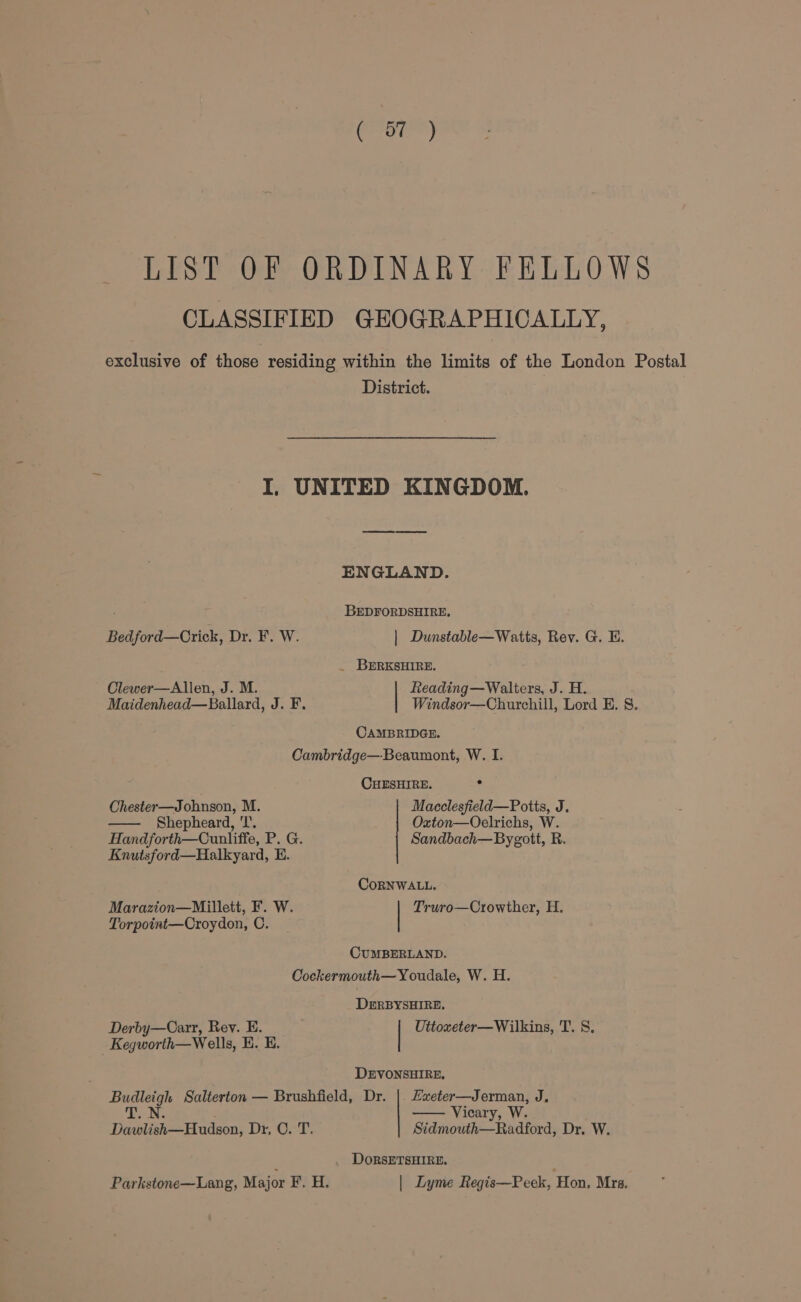 ( 57 )
LIST OF ORDINARY FELLOWS
CLASSIFIED GEOGRAPHICALLY,
exclusive of those residing within the limits of the London Postal
District.
I. UNITED KINGDOM.
ENGLAND.
BEDFORDSHIRE.
Bedford—Crick, Dr. F. W. | Dunstable—Watts, Rev. G. E.
BERKSHIRE.
Clewer—Allen, J. M.
Maidenhead—Ballard, J. F.
Reading—Walters, J. H.
Windsor—Churchill, Lord E. S.
CAMBRIDGE.
Cambridge—Beaumont, W. I.
CHESHIRE.
Chester—Johnson, M.
—— Shepheard, T.
Handforth—Cunliffe, P. G.
Knutsford—Halkyard, E.
Macclesfield—Potts, J.
Oxton—Oelrichs, W.
Sandbach—Bygott, R.
CORNWALL.
Marazion—Millett, F. W.
Torpoint—Croydon, C.
Truro—Crowther, H.
CUMBERLAND.
Cockermouth—Youdale, W. H.
DERBYSHIRE.
Derby—Carr, Rev. E.
Kegworth—Wells, E. E.
Uttoxeter—Wilkins, T. S.
DEVONSHIRE.
Budleigh Salterton — Brushfield, Dr.
T. N.
Dawlish—Hudson, Dr. C. T.
Exeter—Jerman, J.
—— Vicary, W.
Sidmouth—Radford, Dr. W.
DORSETSHIRE.
Parkstone—Lang, Major F. H. | Lyme Regis—Peek, Hon. Mrs.